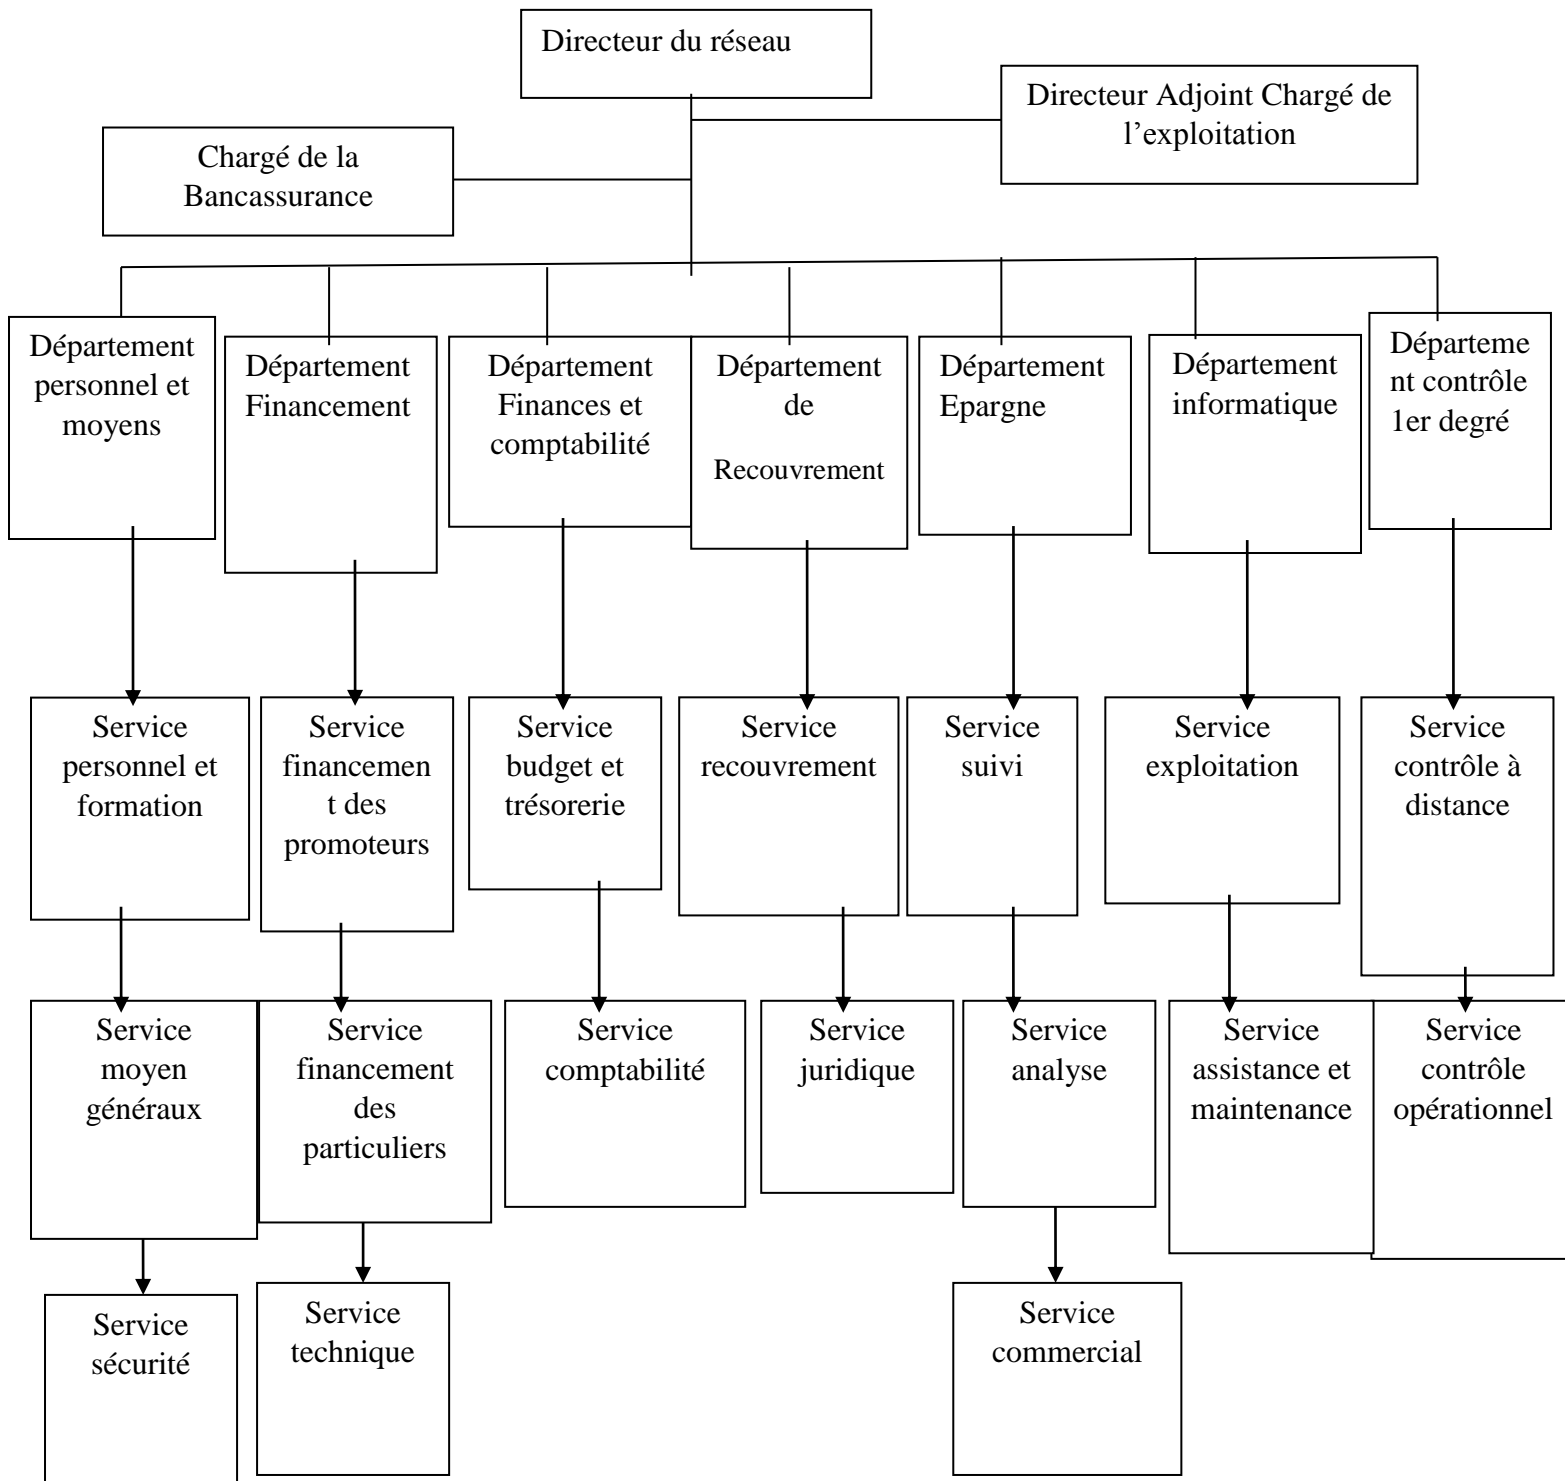 Directeur du réseau
Directeur Adjoint Chargé de
l’exploitation
Chargé de la
Bancassurance
Département
personnel et
moyens
Département
Financement
Département
Finances et
comptabilité
Département
de
Recouvrement
Département
Epargne
Département
informatique
Départeme
nt contrôle
1er degré
Service
personnel et
formation
Service
financemen
t des
promoteurs
Service
budget et
trésorerie
Service
recouvrement
Service
suivi
Service
exploitation
Service
contrôle à
distance
Service
moyen
généraux
Service
financement
des
particuliers
Service
comptabilité
Service
juridique
Service
analyse
Service
assistance et
maintenance
Service
contrôle
opérationnel
Service
sécurité
Service
technique
Service
commercial